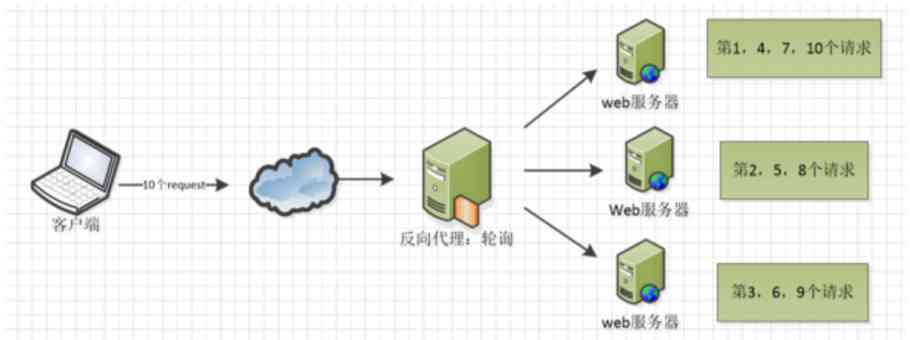 第1，4，7，10个请求
web服务器
第2，5，8个请求
10个request
客户端
Web服务器
反向代理：轮询
第3，6，9个请求
web服务器